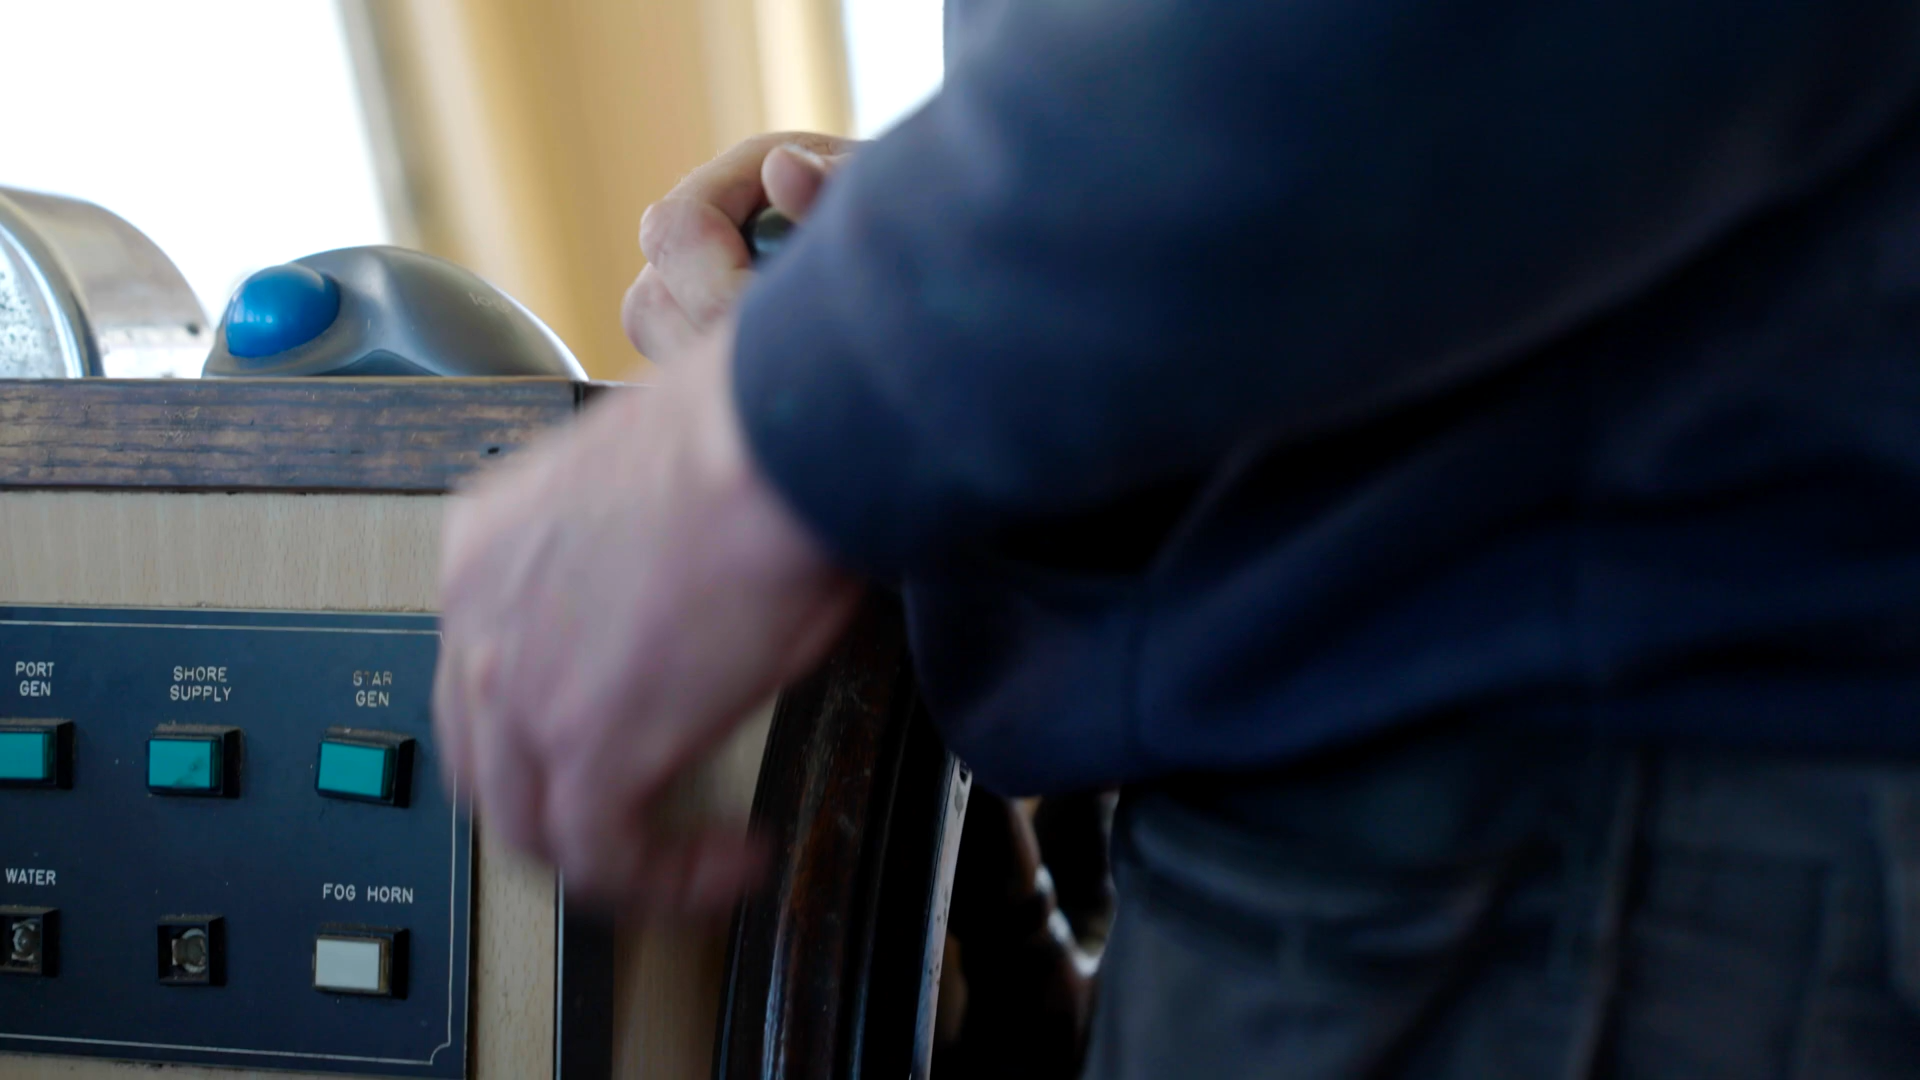 PORT
GEN
SHORE
SUPPLY
STAR
GEN
WATER
FOG HORN